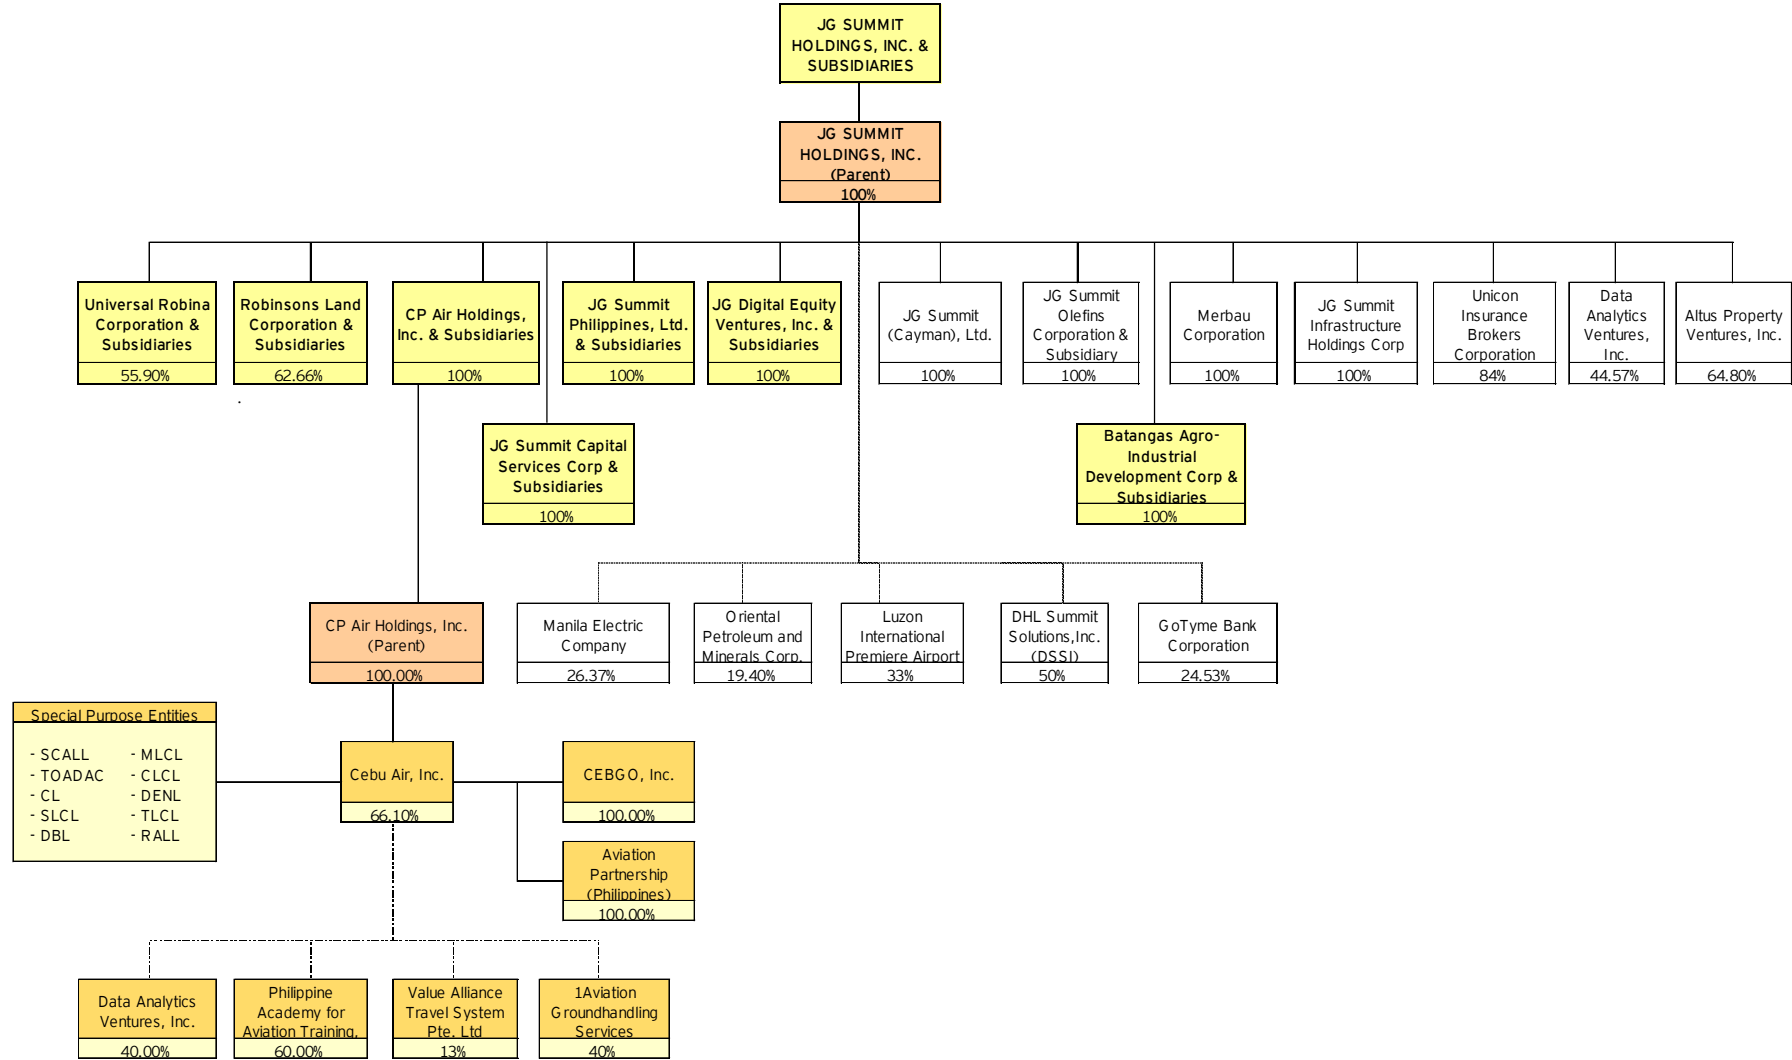 JG SUMMIT
HOLDINGS, INC. &
SUBSIDIARIES
JG SUMMIT
HOLDINGS, INC.
(Parent)
100%
Universal Robina
Corporation &
Subsidiaries
55.90%
Robinsons Land
Corporation &
Subsidiaries
62.66%
CP Air Holdings,
Inc. & Subsidiaries
100%
JG Summit
Philippines, Ltd.
& Subsidiaries
100%
JG Digital Equity
Ventures, Inc. &
Subsidiaries
100%
JG Summit
(Cayman), Ltd.
100%
JG Summit
Olefins
Corporation &
Subsidiary
100%
Merbau
Corporation
100%
JG Summit
Infrastructure
Holdings Corp
100%
Unicon
Insurance
Brokers
Corporation
84%
Data
Analytics
Ventures,
Inc.
44.57%
Altus Property
Ventures, Inc.
64.80%
.
JG Summit Capital
Services Corp &
Subsidiaries
100%
Batangas Agro-
Industrial
Development Corp &
Subsidiaries
100%
CP Air Holdings, Inc.
(Parent)
100.00%
Manila Electric
Company
26.37%
Oriental
Petroleum and
Minerals Corp.
19.40%
Luzon
International
Premiere Airport
33%
DHL Summit
Solutions,Inc.
(DSSI)
50%
GoTyme Bank
Corporation
24.53%
Special Purpose Entities
- SCALL - MLCL
- TOADAC - CLCL
- CL - DENL
- SLCL - TLCL
- DBL - RALL
Cebu Air, Inc.
66.10%
CEBGO, Inc.
100.00%
Aviation
Partnership
(Philippines)
100.00%
Data Analytics
Ventures, Inc.
40.00%
Philippine
Academy for
Aviation Training,
60.00%
Value Alliance
Travel System
Pte. Ltd
13%
1Aviation
Groundhandling
Services
40%